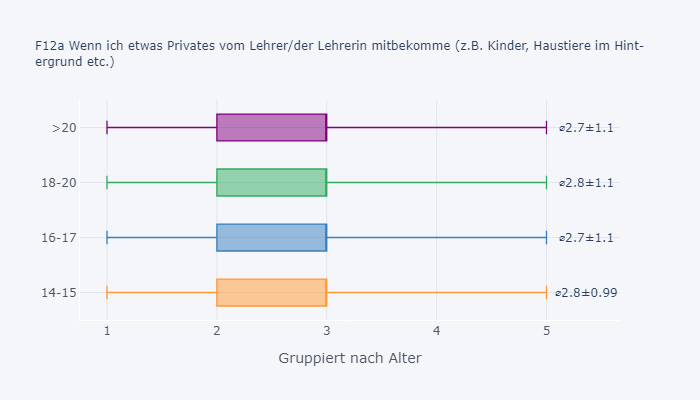 F12a Wenn ich etwas Privates vom Lehrer/der Lehrerin mitbekomme (z.B. Kinder, Haustiere im Hint-
ergrund etc.)
>20
⌀2.7±1.1
18-20
⌀2.8±1.1
16-17
⌀2.7±1.1
14-15
⌀2.8±0.99
1 2 3 4 5
Gruppiert nach Alter